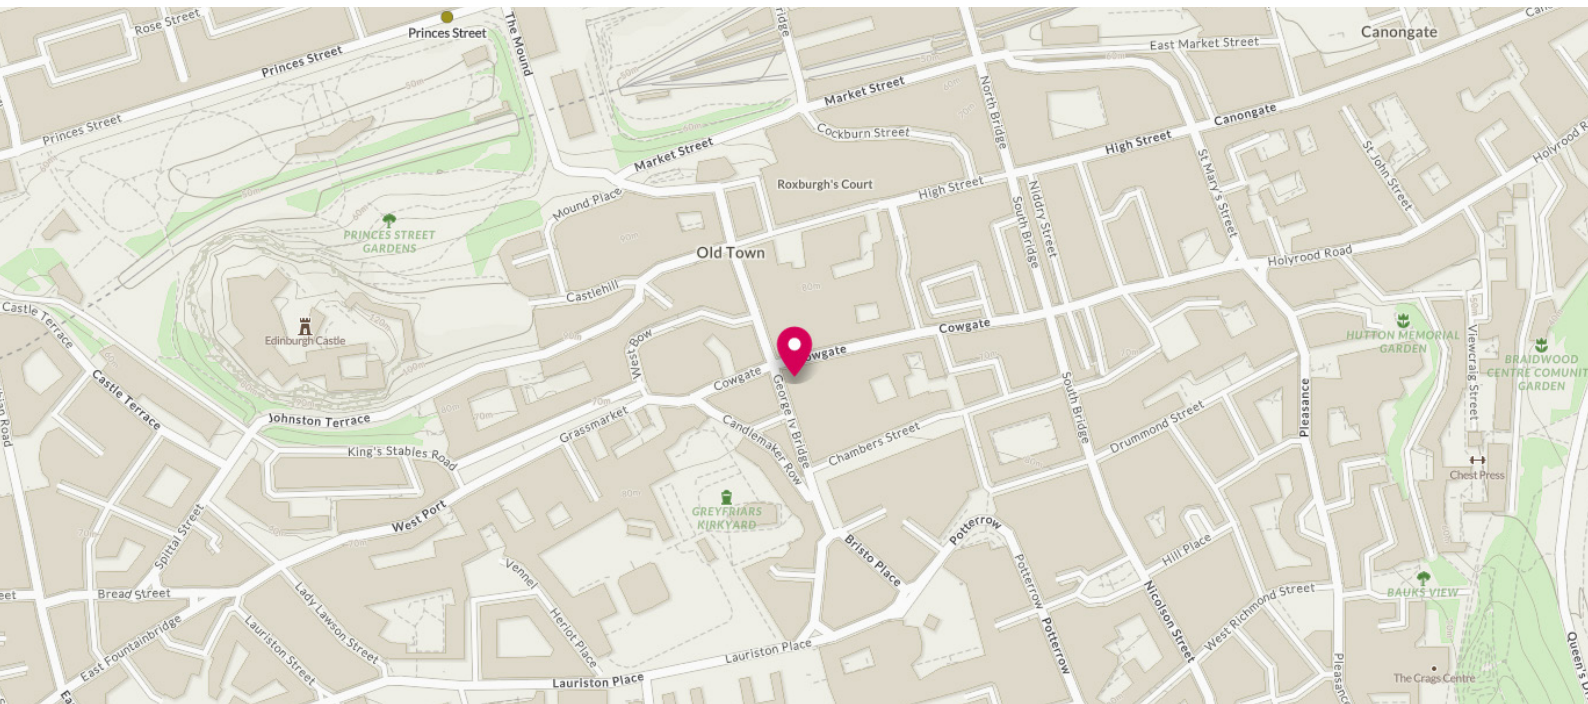 Rose Street
Princes Street
The Mound
Princes Street
Princes Street
Market Street
Market Street
East Market Street
Canongate
Canongate
North Bridge
Cockburn Street
High Street
High Street
Roxburgh's Court
St Mary's Street
St John Street
Holyrood Road
Mound Place
PRINCES STREET
GARDENS
Old Town
Niddry Street
South Bridge
Castlehill
Edinburgh Castle
120m
100m
Castle Terrace
Castle Terrace
West Bow
80m
Cowgate
Cowgate
HUTTON MEMORIAL
GARDEN
BRAIDWOOD
CENTRE COMUNIT
GARDEN
Viewcraig Street
Johnston Terrace
King's Stables Road
Grassmarket
70m
Candlemaker Row
George Iv Bridge
Chambers Street
South Bridge
Drummond Street
Pleasance
Chest Press
GREYFRIARS
KIRKYARD
West Port
Spittal Street
Bread Street
Bristo Place
Potterrow
Potterrow
Potterrow
Hill Place
Nicolson Street
West Richmond Street
BAUKS VIEW
Vennel
Heriot Place
Lady Lawson Street
Lauriston Street
East Fountainbridge
Lauriston Place
Lauriston Place
The Crags Centre
Queen's D